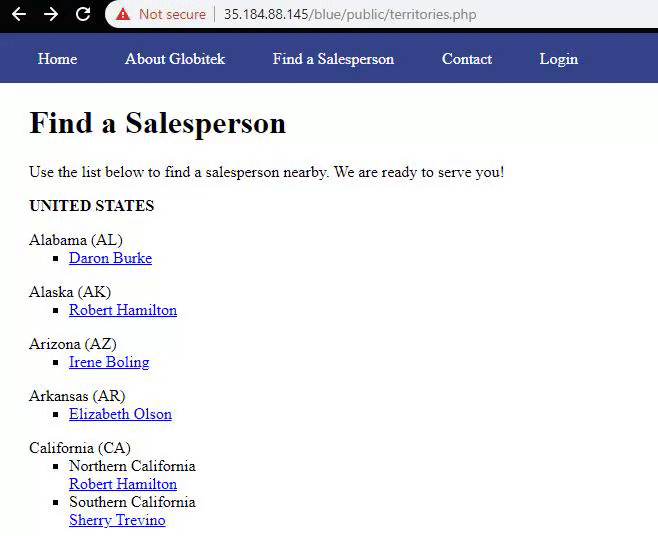 Not secure | 35.184.88.145/blue/public/territories.php
Home About Globitek Find a Salesperson Contact Login
Find a Salesperson
Use the list below to find a salesperson nearby. We are ready to serve you!
UNITED STATES
Alabama (AL)
Daron Burke
Alaska (AK)
Robert Hamilton
Arizona (AZ)
Irene Boling
Arkansas (AR)
Elizabeth Olson
California (CA)
Northern California
Robert Hamilton
Southern California
Sherry Trevino